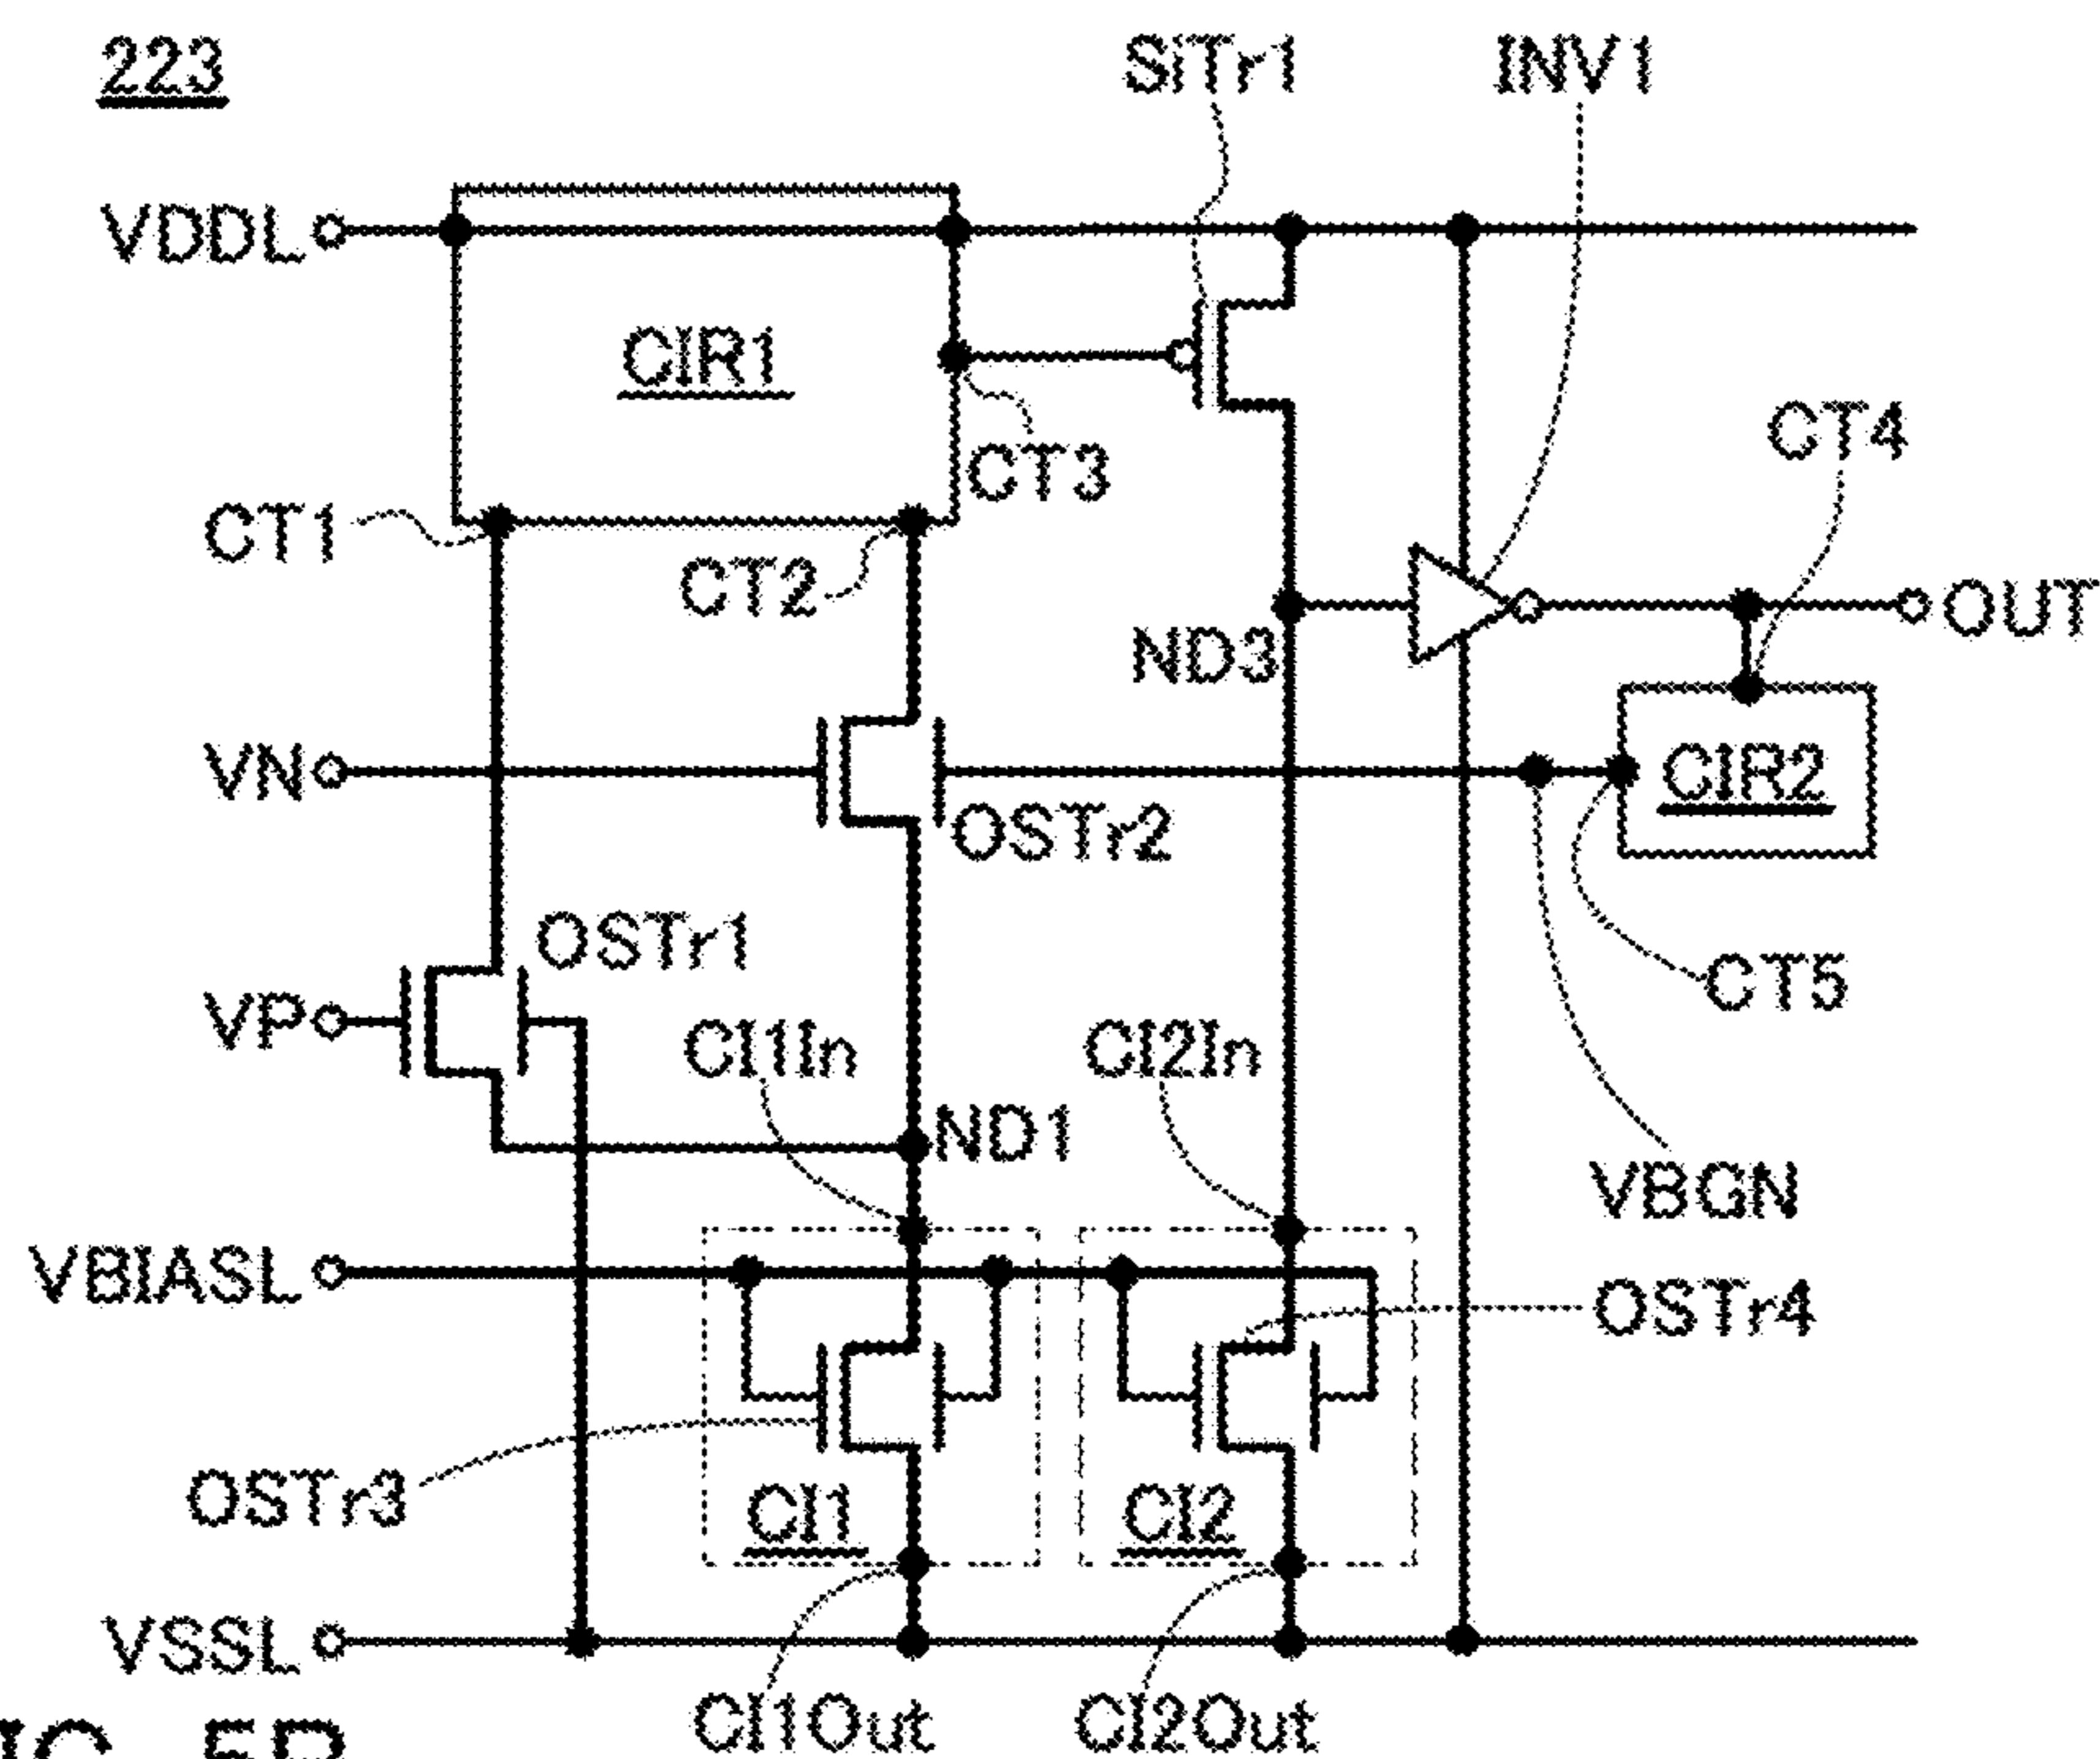 223
SiTr1
INV1
VDDL
CIR1
CT4
CT3
CT1
CT2
OUT
ND3
VN
CIR2
OSTr2
OSTr1
CT5
VP
CI1In
CI2In
ND1
VBGN
VBIASL
OSTr4
OSTr3
CI1
CI2
VSSL
CI1Out
CI2Out